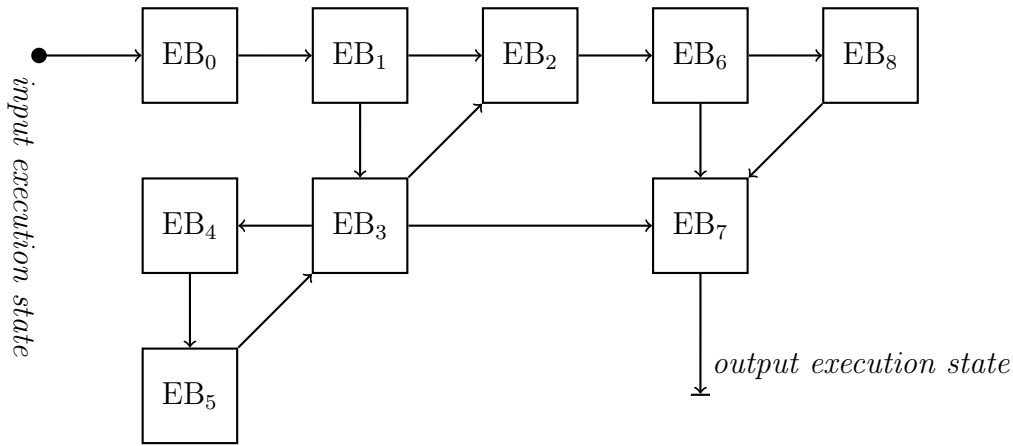 EB₀
EB₁
EB₂
EB₆
EB₈
input execution state
EB₄
EB₃
EB₇
output execution state
EB₅